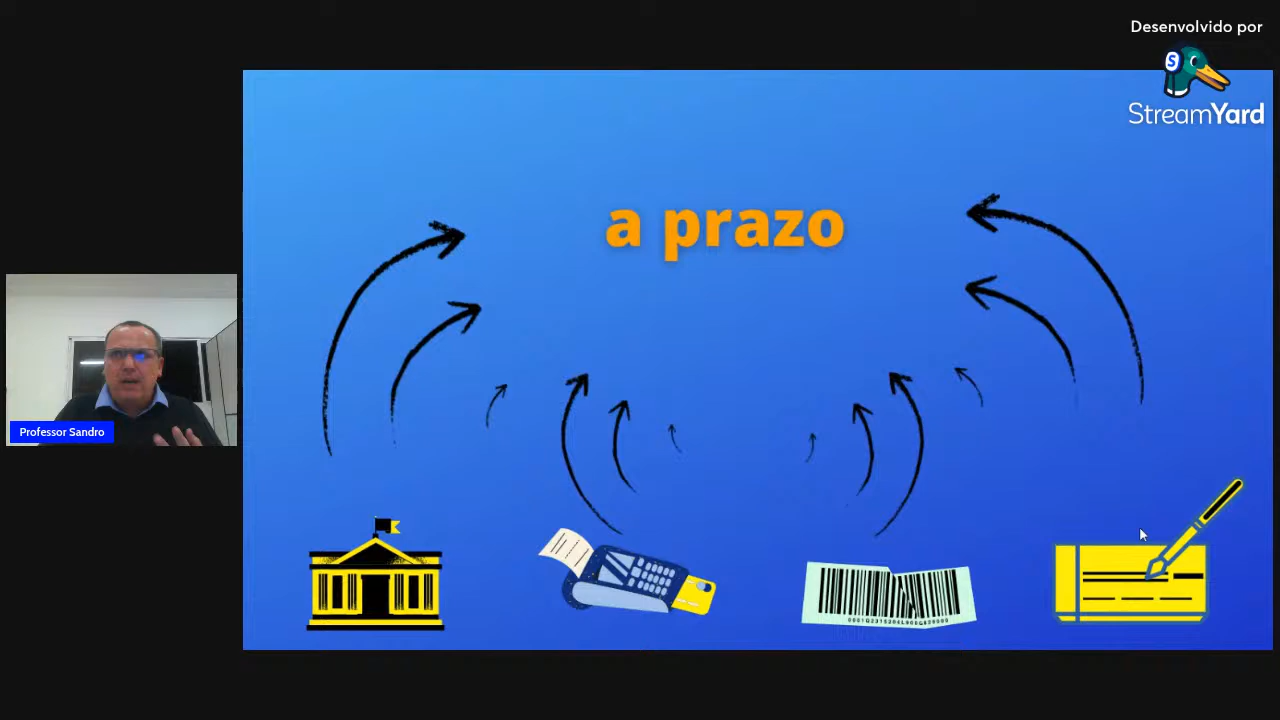 Desenvolvido por
S
StreamYard
a prazo
Professor Sandro